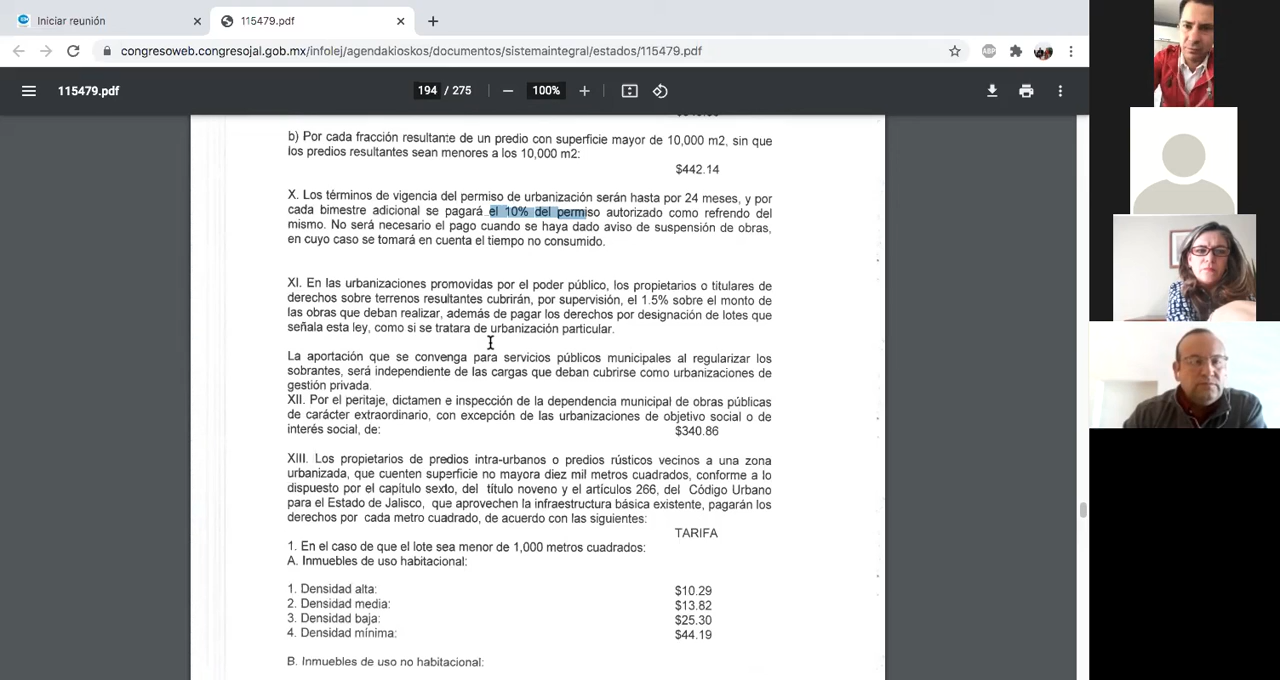 Iniciar reunión
115479.pdf
congresoweb.congresojal.gob.mx/infolej/agendakioskos/documentos/sistemaintegral/estados/115479.pdf
ABP
115479.pdf
194 / 275
100%
b) Por cada fracción resultante de un predio con superficie mayor de 10,000 m2, sin que
los predios resultantes sean menores a los 10,000 m2:
$442.14
X. Los términos de vigencia del permiso de urbanización serán hasta por 24 meses, y por
cada bimestre adicional se pagará el 10% del permiso autorizado como refrendo del
mismo. No será necesario el pago cuando se haya dado aviso de suspensión de obras,
en cuyo caso se tomará en cuenta el tiempo no consumido.
XI. En las urbanizaciones promovidas por el poder público, los propietarios o titulares de
derechos sobre terrenos resultantes cubrirán, por supervisión, el 1.5% sobre el monto de
las obras que deban realizar, además de pagar los derechos por designación de lotes que
señala esta ley, como si se tratara de urbanización particular.
La aportación que se convenga para servicios públicos municipales al regularizar los
sobrantes, será independiente de las cargas que deban cubrirse como urbanizaciones de
gestión privada.
XII. Por el peritaje, dictamen e inspección de la dependencia municipal de obras públicas
de carácter extraordinario, con excepción de las urbanizaciones de objetivo social o de
interés social, de:
$340.86
XIII. Los propietarios de predios intra-urbanos o predios rústicos vecinos a una zona
urbanizada, que cuenten superficie no mayora diez mil metros cuadrados, conforme a lo
dispuesto por el capítulo sexto, del título noveno y el artículos 266, del Código Urbano
para el Estado de Jalisco, que aprovechen la infraestructura básica existente, pagarán los
derechos por cada metro cuadrado, de acuerdo con las siguientes:
TARIFA
1. En el caso de que el lote sea menor de 1,000 metros cuadrados:
A. Inmuebles de uso habitacional:
1. Densidad alta: $10.29
2. Densidad media: $13.82
3. Densidad baja: $25.30
4. Densidad mínima: $44.19
B. Inmuebles de uso no habitacional: